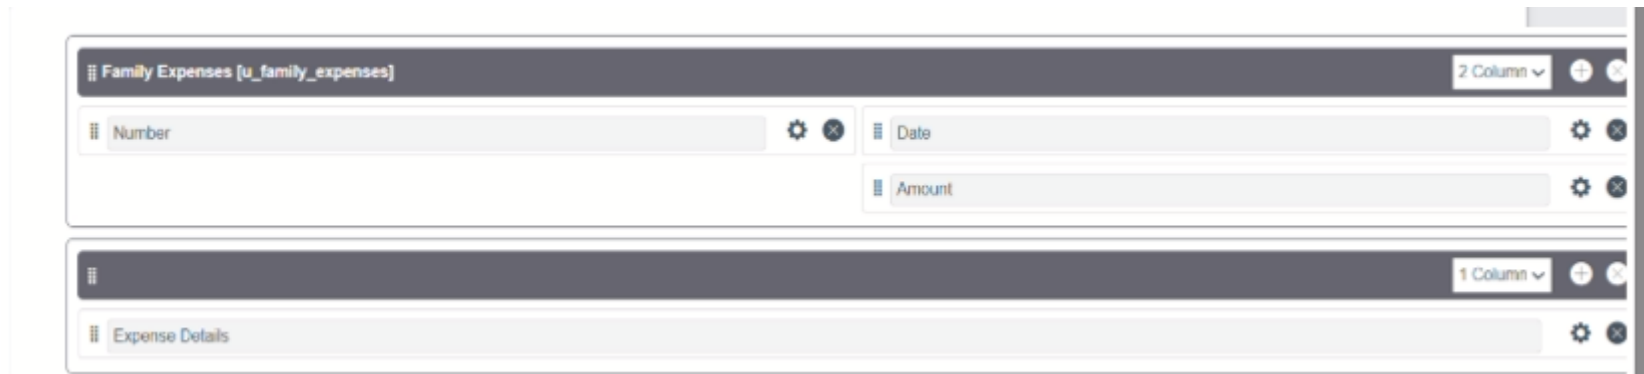 Family Expenses [u_family_expenses]
2 Column
Number
Date
Amount
1 Column
Expense Details